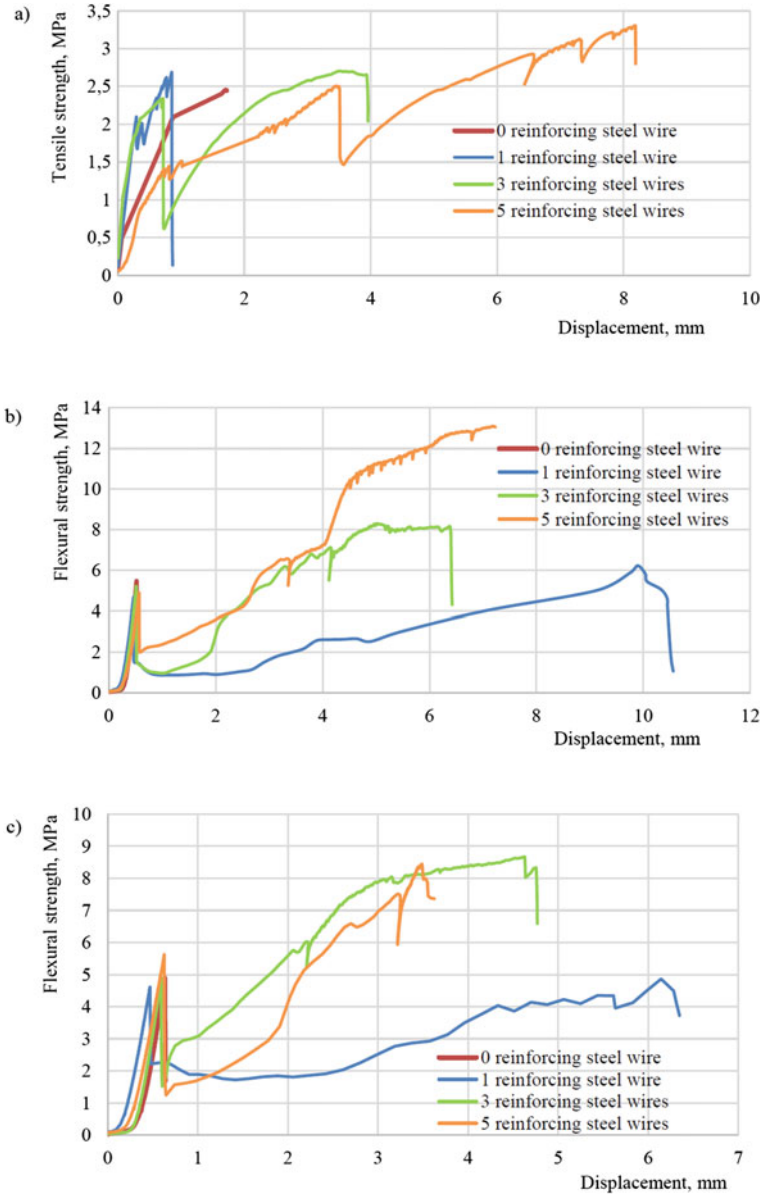 a)
Tensile strength, MPa
3,5
3
2,5
2
1,5
1
0,5
0
0 2 4 6 8 10
0 reinforcing steel wire
1 reinforcing steel wire
3 reinforcing steel wires
5 reinforcing steel wires
Displacement, mm
b)
Flexural strength, MPa
14
12
10
8
6
4
2
0
0 2 4 6 8 10 12
0 reinforcing steel wire
1 reinforcing steel wire
3 reinforcing steel wires
5 reinforcing steel wires
Displacement, mm
c)
Flexural strength, MPa
10
9
8
7
6
5
4
3
2
1
0
0 1 2 3 4 5 6 7
0 reinforcing steel wire
1 reinforcing steel wire
3 reinforcing steel wires
5 reinforcing steel wires
Displacement, mm